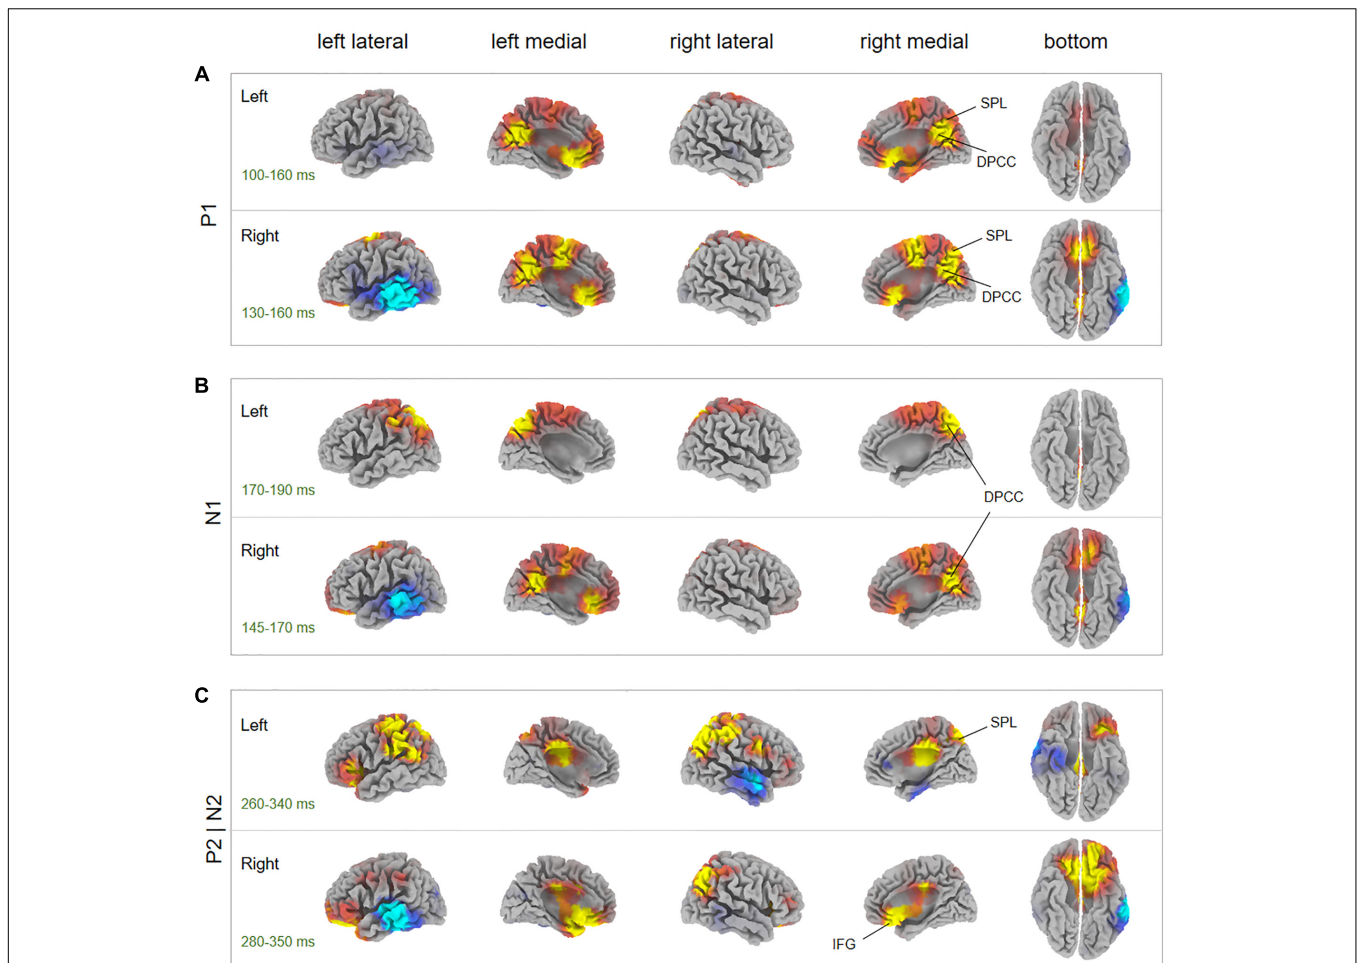 left lateral left medial right lateral right medial bottom
A
Left
SPL
DPCC
100-160 ms
P1
Right
SPL
DPCC
130-160 ms
B
Left
170-190 ms
DPCC
N1
Right
145-170 ms
C
Left
SPL
260-340 ms
P2 | N2
Right
280-350 ms
IFG